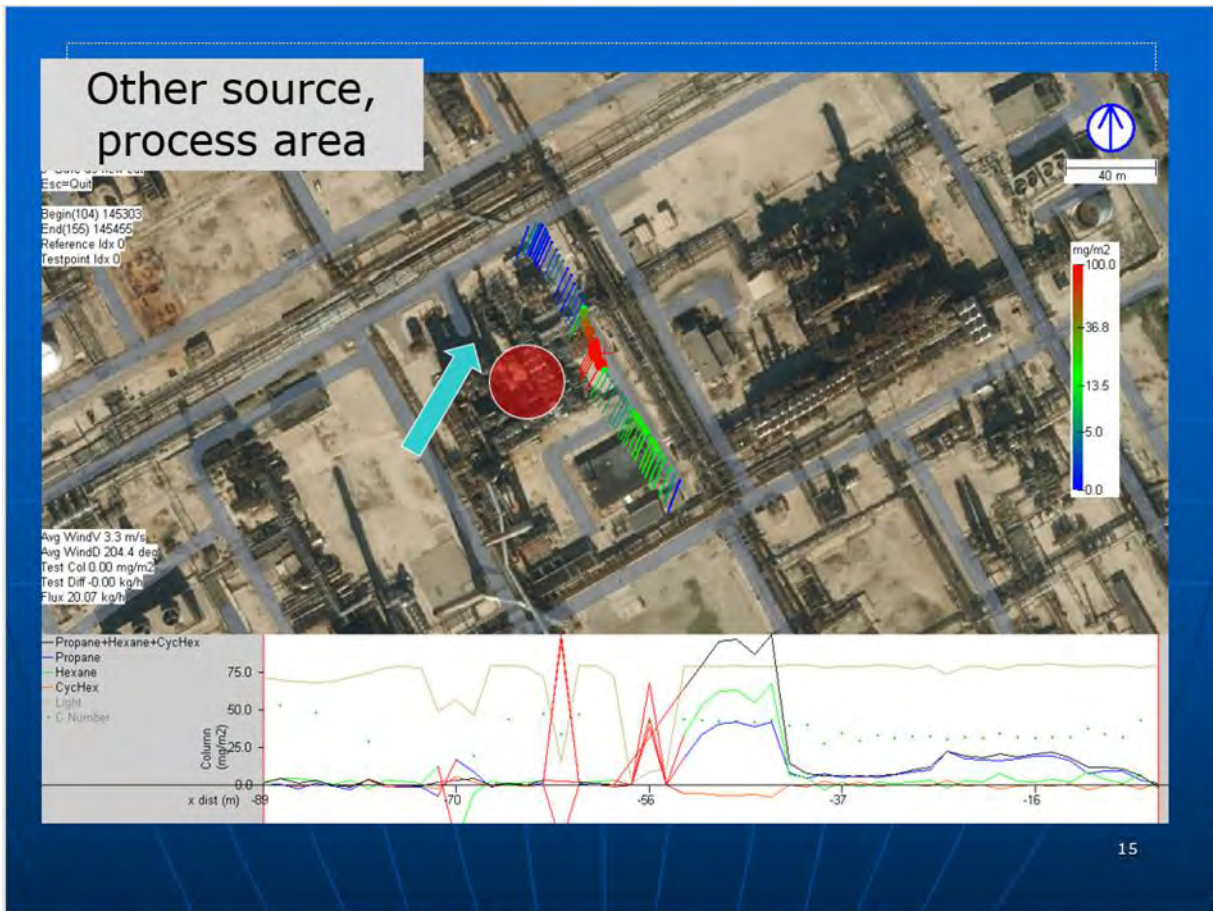 Other source,
process area
Esc=Quit
Begin(104) 145303
End(155) 145455
Reference Idx 0
Testpoint Idx 0
40 m
mg/m2
100.0
36.8
13.5
5.0
0.0
Avg WindV 3.3 m/s
Avg WindD 204.4 deg
Test Col 0.00 mg/m2
Test Diff -0.00 kg/h
Flux 20.07 kg/h
Propane+Hexane+CycHex
Propane
Hexane
CycHex
Light
C Number
75.0
50.0
25.0
0.0
Column
(mg/m2)
x dist (m)
-89
-70
-56
-37
-16
15